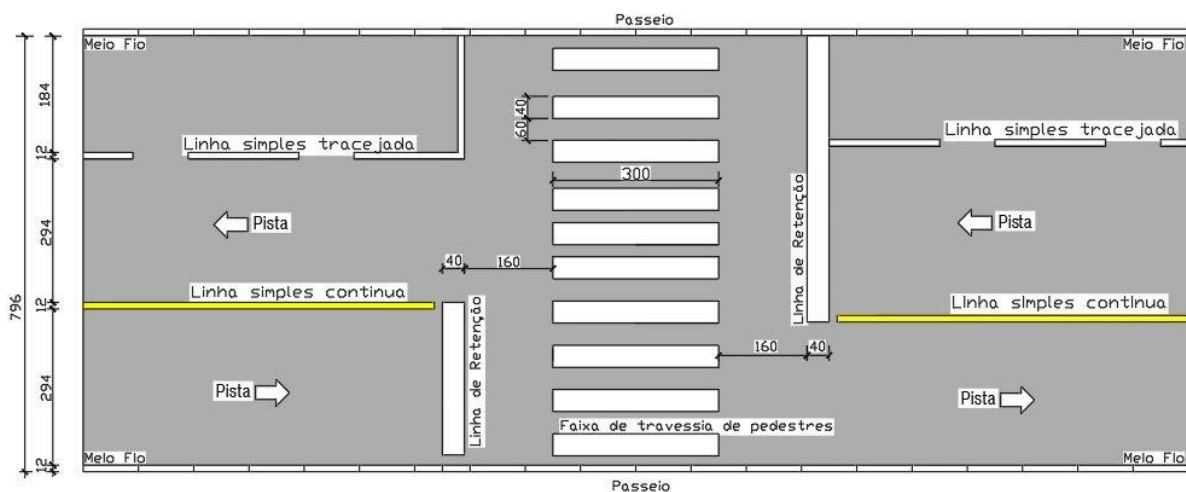 Passeio
Meio Fio
Meio Fio
184
40
60
Linha simples tracejada
Linha simples tracejada
12
300
Linha de Retenção
294
Pista
Pista
40
160
796
Linha simples continua
Linha simples continua
12
Linha de Retenção
160
40
294
Pista
Pista
Faixa de travessia de pedestres
Meio Fio
Meio Fio
12
Passeio